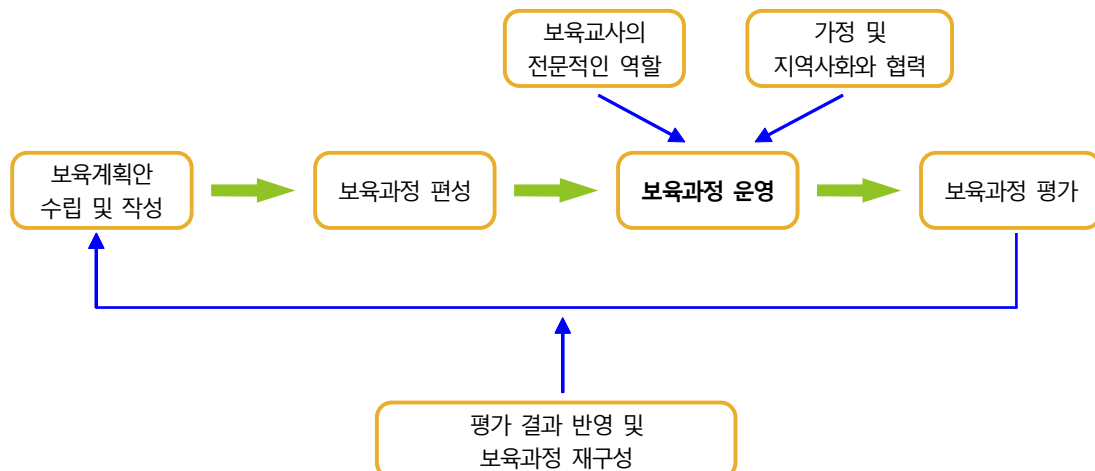 보육교사의
전문적인 역할
가정 및
지역사화와 협력
보육계획안
수립 및 작성
보육과정 편성
보육과정 운영
보육과정 평가
평가 결과 반영 및
보육과정 재구성